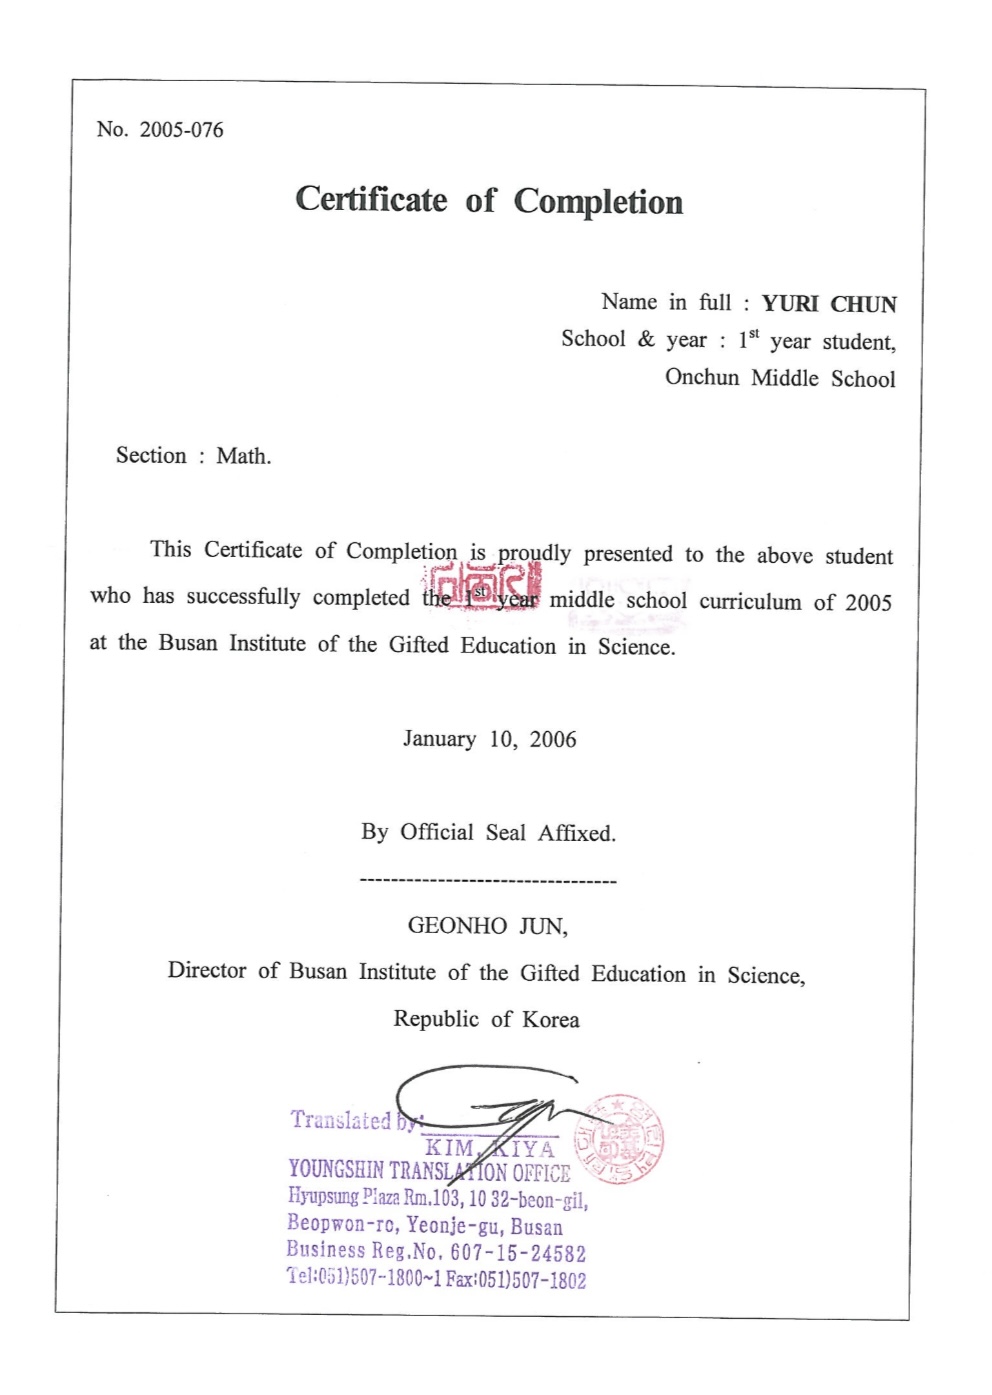 No. 2005-076
Certificate of Completion
Name in full : YURI CHUN
School & year : 1st year student,
Onchun Middle School
Section : Math.
This Certificate of Completion is proudly presented to the above student
who has successfully completed the 1st year middle school curriculum of 2005
at the Busan Institute of the Gifted Education in Science.
January 10, 2006
By Official Seal Affixed.
---------------------------------
GEONHO JUN,
Director of Busan Institute of the Gifted Education in Science,
Republic of Korea
Translated by:
KIM, KIYA
YOUNGSHIN TRANSLATION OFFICE
Hyupsung Plaza Rm.103, 10 32-beon-gil,
Beopwon-ro, Yeonje-gu, Busan
Business Reg.No. 607-15-24582
Tel:051)507-1800~1 Fax:051)507-1802